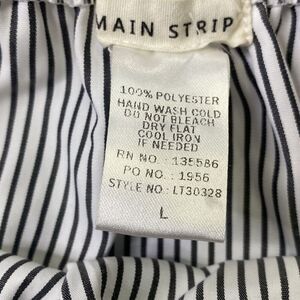 MAIN STRIP
100% POLYESTER
HAND WASH COLD
DO NOT BLEACH
DRY FLAT
COOL IRON
IF NEEDED
RN NO. : 135586
PO NO. : 1956
STYLE NO : LT30328
L